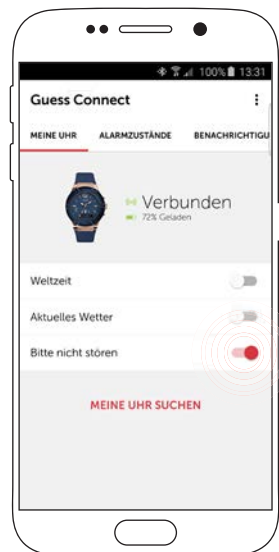 100% 13:31
Guess Connect
MEINE UHR ALARMZUSTÄNDE BENACHRICHTIGU
Verbunden
72% Geladen
Weltzeit
Aktuelles Wetter
Bitte nicht stören
MEINE UHR SUCHEN